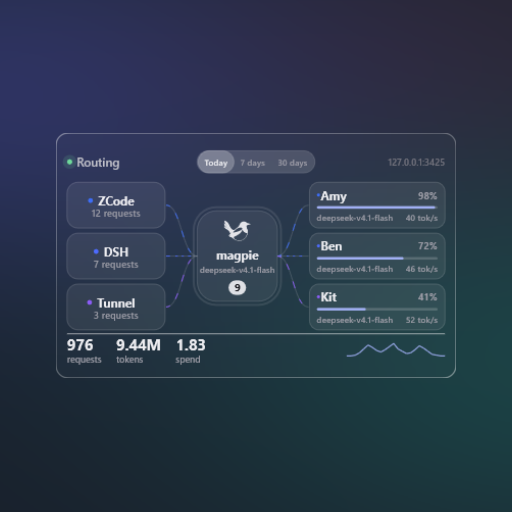 Routing
Today 7 days 30 days
127.0.0.1:3425
ZCode
12 requests
DSH
7 requests
Tunnel
3 requests
magpie
deepseek-v4.1-flash
9
Amy 98%
deepseek-v4.1-flash 40 tok/s
Ben 72%
deepseek-v4.1-flash 46 tok/s
Kit 41%
deepseek-v4.1-flash 52 tok/s
976 9.44M 1.83
requests tokens spend